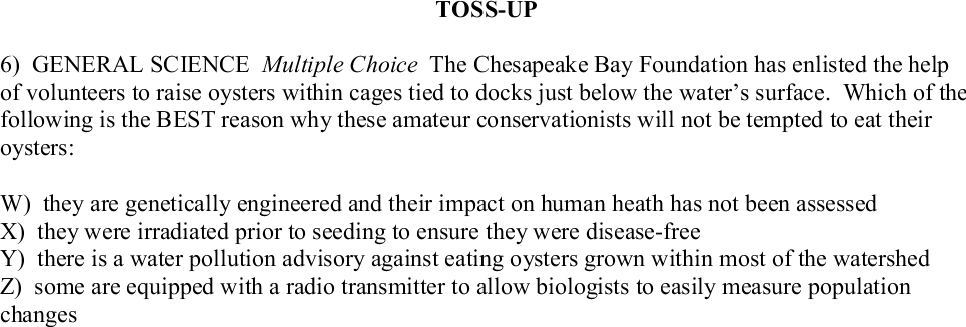 TOSS-UP
6) GENERAL SCIENCE Multiple Choice The Chesapeake Bay Foundation has enlisted the help
of volunteers to raise oysters within cages tied to docks just below the water’s surface. Which of the
following is the BEST reason why these amateur conservationists will not be tempted to eat their
oysters:
W) they are genetically engineered and their impact on human heath has not been assessed
X) they were irradiated prior to seeding to ensure they were disease-free
Y) there is a water pollution advisory against eating oysters grown within most of the watershed
Z) some are equipped with a radio transmitter to allow biologists to easily measure population
changes